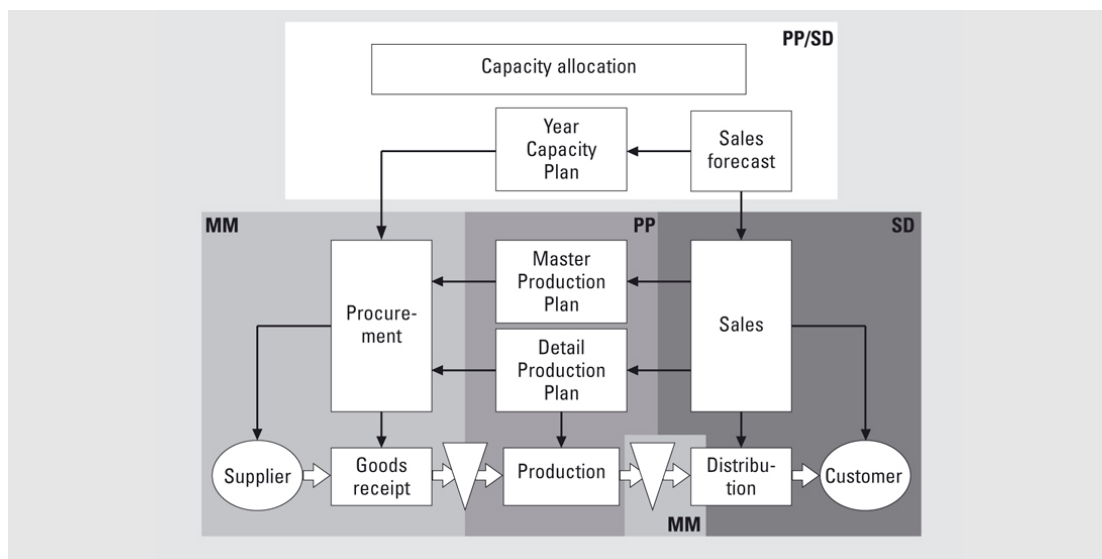 PP/SD
Capacity allocation
Year
Capacity
Plan
Sales
forecast
MM
PP
SD
Procure-
ment
Master
Production
Plan
Sales
Detail
Production
Plan
Supplier
Goods
receipt
Production
Distribu-
tion
Customer
MM